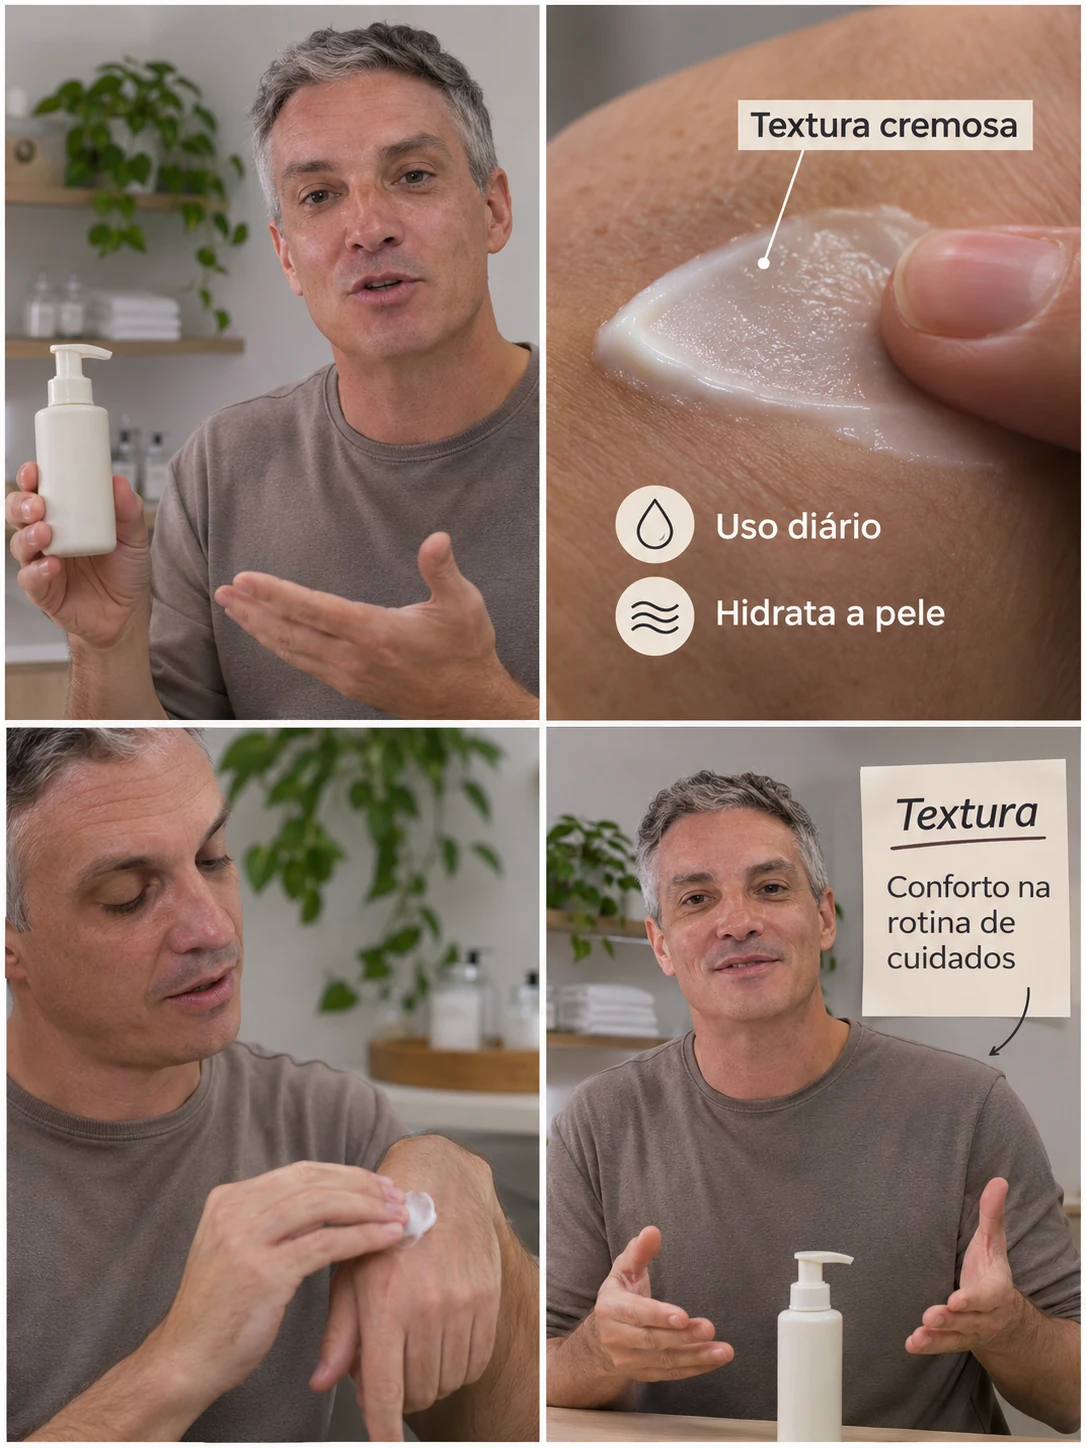 Textura cremosa
Uso diário
Hidrata a pele
Textura
Conforto na
rotina de
cuidados